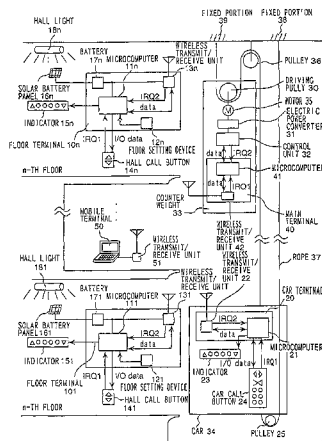 HALL LIGHT
18n
FIXED PORTION
39
FIXED PORTION
38
BATTERY
17n
MICROCOMPUTER
11n
WIRELESS
TRANSMIT/
RECEIVE UNIT
13n
PULLEY 36
DRIVING
PULLY 30
MOTOR 35
ELECTRIC
POWER
CONVERTER
31
CONTROL
UNIT 32
MICROCOMPUTER
41
SOLAR BATTERY
PANEL 16n
INDICATOR 15n
FLOOR TERMINAL 10n
IRQ2
data
IRQ1
I/O data
12n
FLOOR SETTING DEVICE
HALL CALL BUTTON
14n
n-TH FLOOR
M
data
IRQ2
data
IRQ1
COUNTER
WEIGHT
33
MAIN
TERMINAL
40
MOBILE
TERMINAL
50
WIRELESS
TRANSMIT/
RECEIVE UNIT
51
WIRELESS
TRANSMIT/
RECEIVE UNIT 42
WIRELESS
TRANSMIT/
RECEIVE UNIT 22
ROPE 37
CAR TERMINAL
20
HALL LIGHT
181
BATTERY
171
MICROCOMPUTER
111
WIRELESS TRANSMIT/
RECEIVE UNIT
131
SOLAR BATTERY
PANEL 161
INDICATOR 151
FLOOR TERMINAL
101
IRQ2
data
IRQ1
I/O data
121
FLOOR SETTING DEVICE
HALL CALL BUTTON
141
n-TH FLOOR
IRQ2
data
MICROCOMPUTER
21
I/O data
IRQ1
INDICATOR
23
CAR CALL
BUTTON 24
CAR 34
PULLEY 25